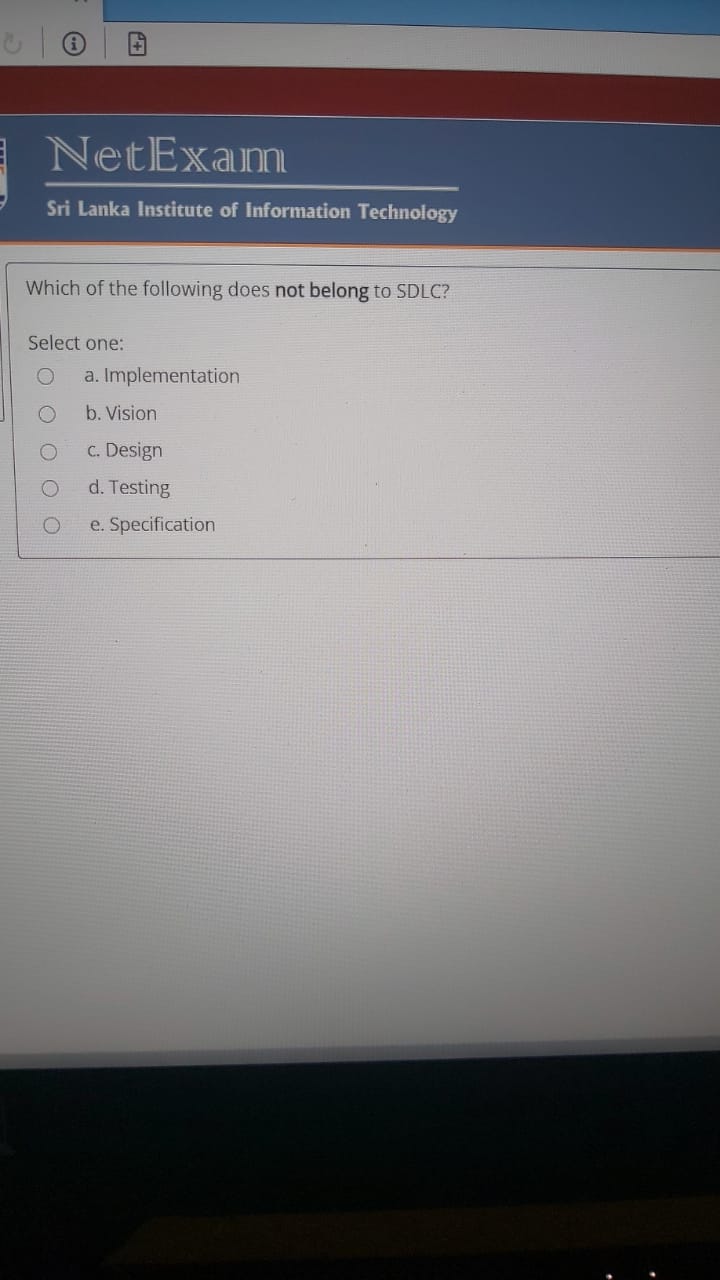 NetExam
Sri Lanka Institute of Information Technology
Which of the following does not belong to SDLC?
Select one:
a. Implementation
b. Vision
c. Design
d. Testing
e. Specification